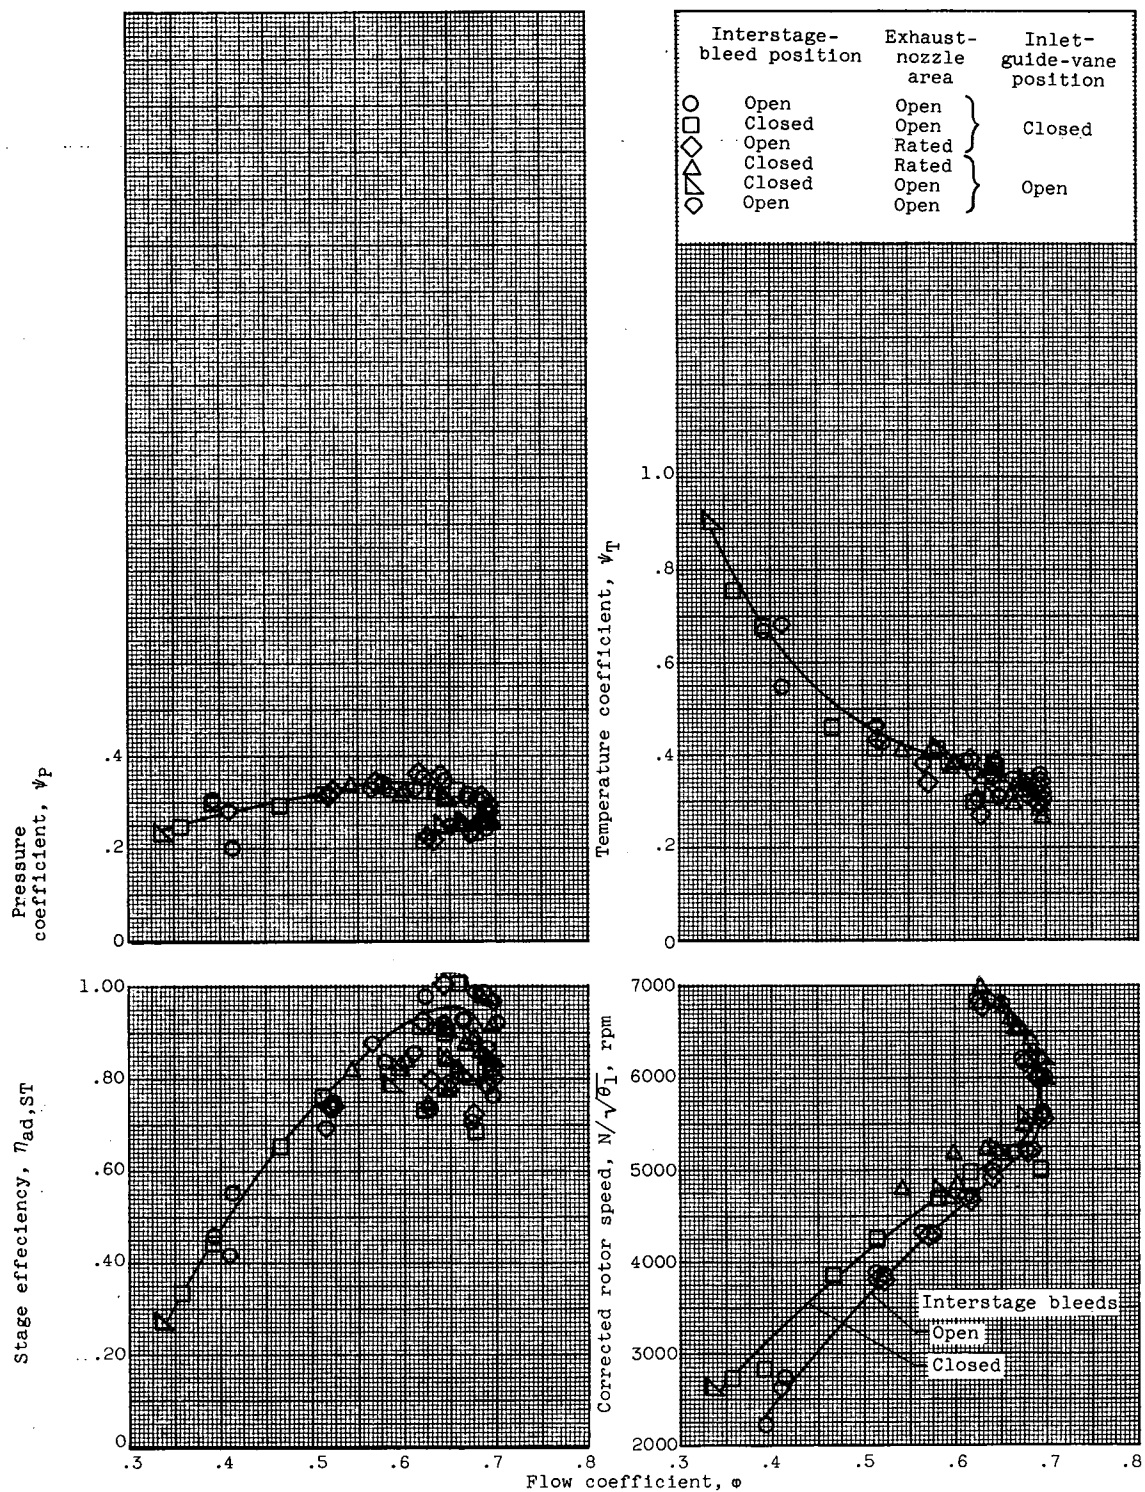 Interstage-
bleed position
Exhaust-
nozzle
area
Inlet-
guide-vane
position
Open Open
Closed Open
Open Rated
Closed
Closed Rated
Closed Open
Open Open
Open
1.0
.8
.6
.4
.2
0
Temperature coefficient, ψT
.4
.2
0
Pressure
coefficient, ψP
1.00
.80
.60
.40
.20
0
Stage effeciency, ηad,ST
.3 .4 .5 .6 .7
7000
6000
5000
4000
3000
2000
Corrected rotor speed, N/√θ1, rpm
Interstage bleeds
Open
Closed
.3 .4 .5 .6 .7 .8
Flow coefficient, φ